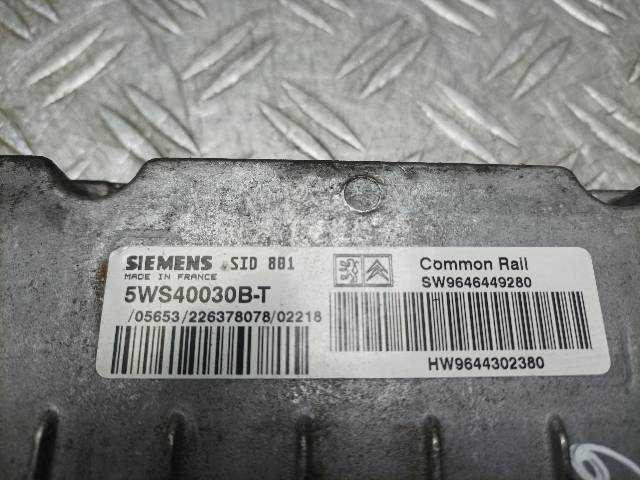 SIEMENS SID 801
MADE IN FRANCE
5WS40030B-T
/05653/226378078/02218
Common Rail
SW9646449280
HW9644302380